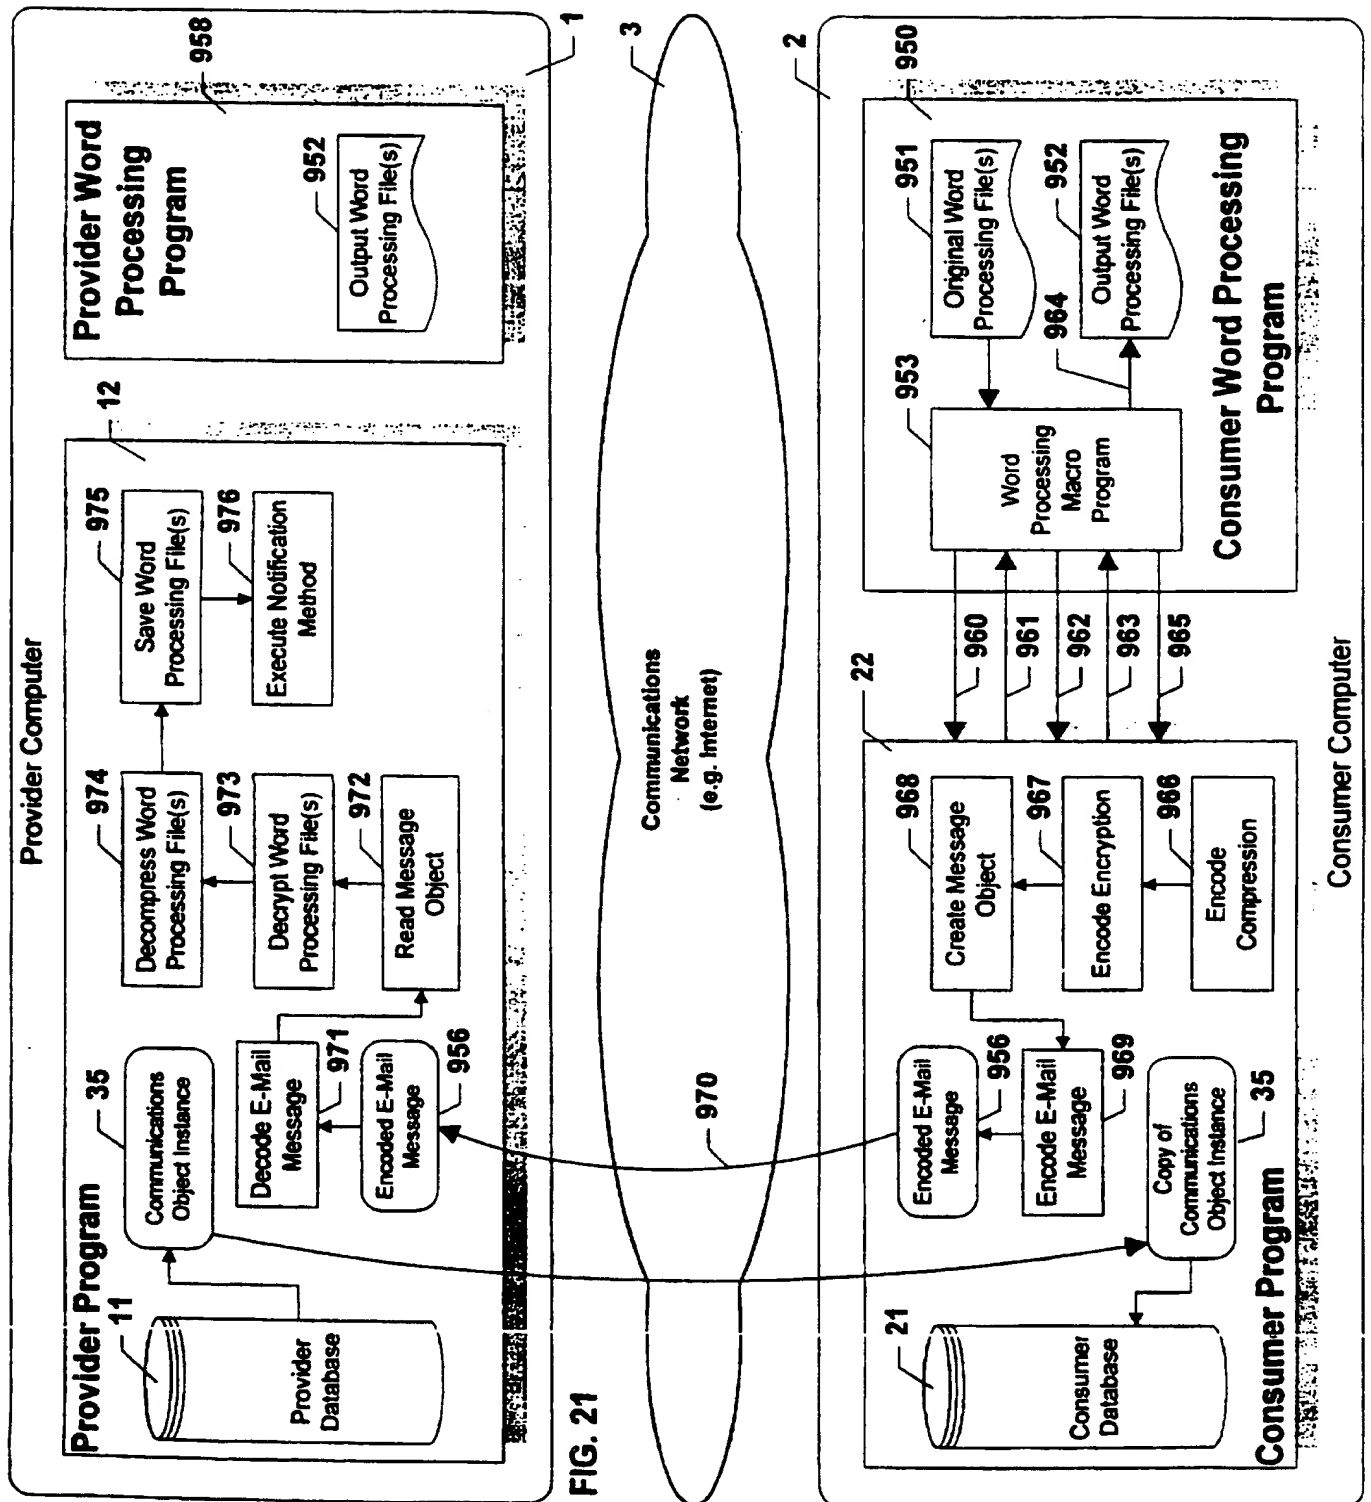 Provider Computer
1
Provider Program
11
Provider
Database
35
Communications
Object Instance
Decode E-Mail
Message
971
Encoded E-Mail
Message
956
974
Decompress Word
Processing File(s)
973
Decrypt Word
Processing File(s)
972
Read Message
Object
975
Save Word
Processing File(s)
976
Execute Notification
Method
12
Provider Word
Processing
Program
958
952
Output Word
Processing File(s)
FIG. 21
3
Communications
Network
(e.g. Internet)
970
2
Consumer Computer
Consumer Program
21
Consumer
Database
35
Copy of
Communications
Object Instance
Encoded E-Mail
Message
956
Encode E-Mail
Message
969
968
Create Message
Object
967
Encode Encryption
966
Encode
Compression
22
960
961
962
963
965
953
Word
Processing
Macro
Program
950
951
Original Word
Processing File(s)
952
Output Word
Processing File(s)
964
Consumer Word Processing
Program